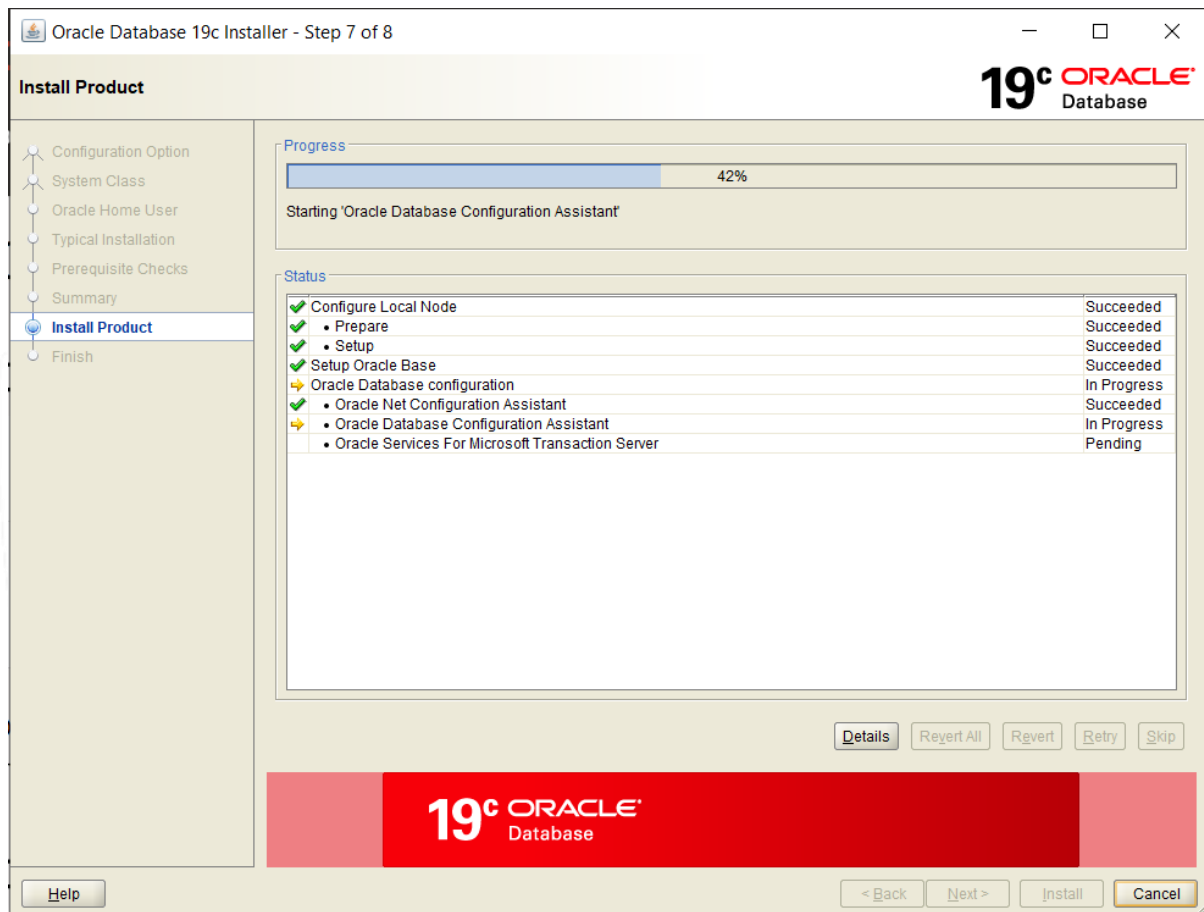 Oracle Database 19c Installer - Step 7 of 8
Install Product
19c ORACLE
Database
Configuration Option
System Class
Oracle Home User
Typical Installation
Prerequisite Checks
Summary
Install Product
Finish
Progress
42%
Starting 'Oracle Database Configuration Assistant'
Status
Configure Local Node Succeeded
• Prepare Succeeded
• Setup Succeeded
Setup Oracle Base Succeeded
Oracle Database configuration In Progress
• Oracle Net Configuration Assistant Succeeded
• Oracle Database Configuration Assistant In Progress
• Oracle Services For Microsoft Transaction Server Pending
Details Revert All Revert Retry Skip
19c ORACLE
Database
Help < Back Next > Install Cancel